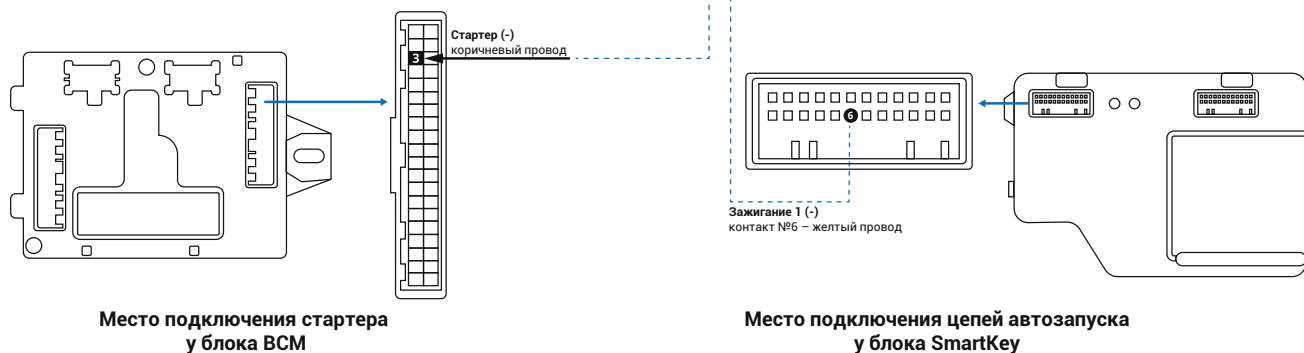 Стартер (-)
коричневый провод
3
6
Зажигание 1 (-)
контакт №6 – желтый провод
Место подключения стартера
у блока BCM
Место подключения цепей автозапуска
у блока SmartKey